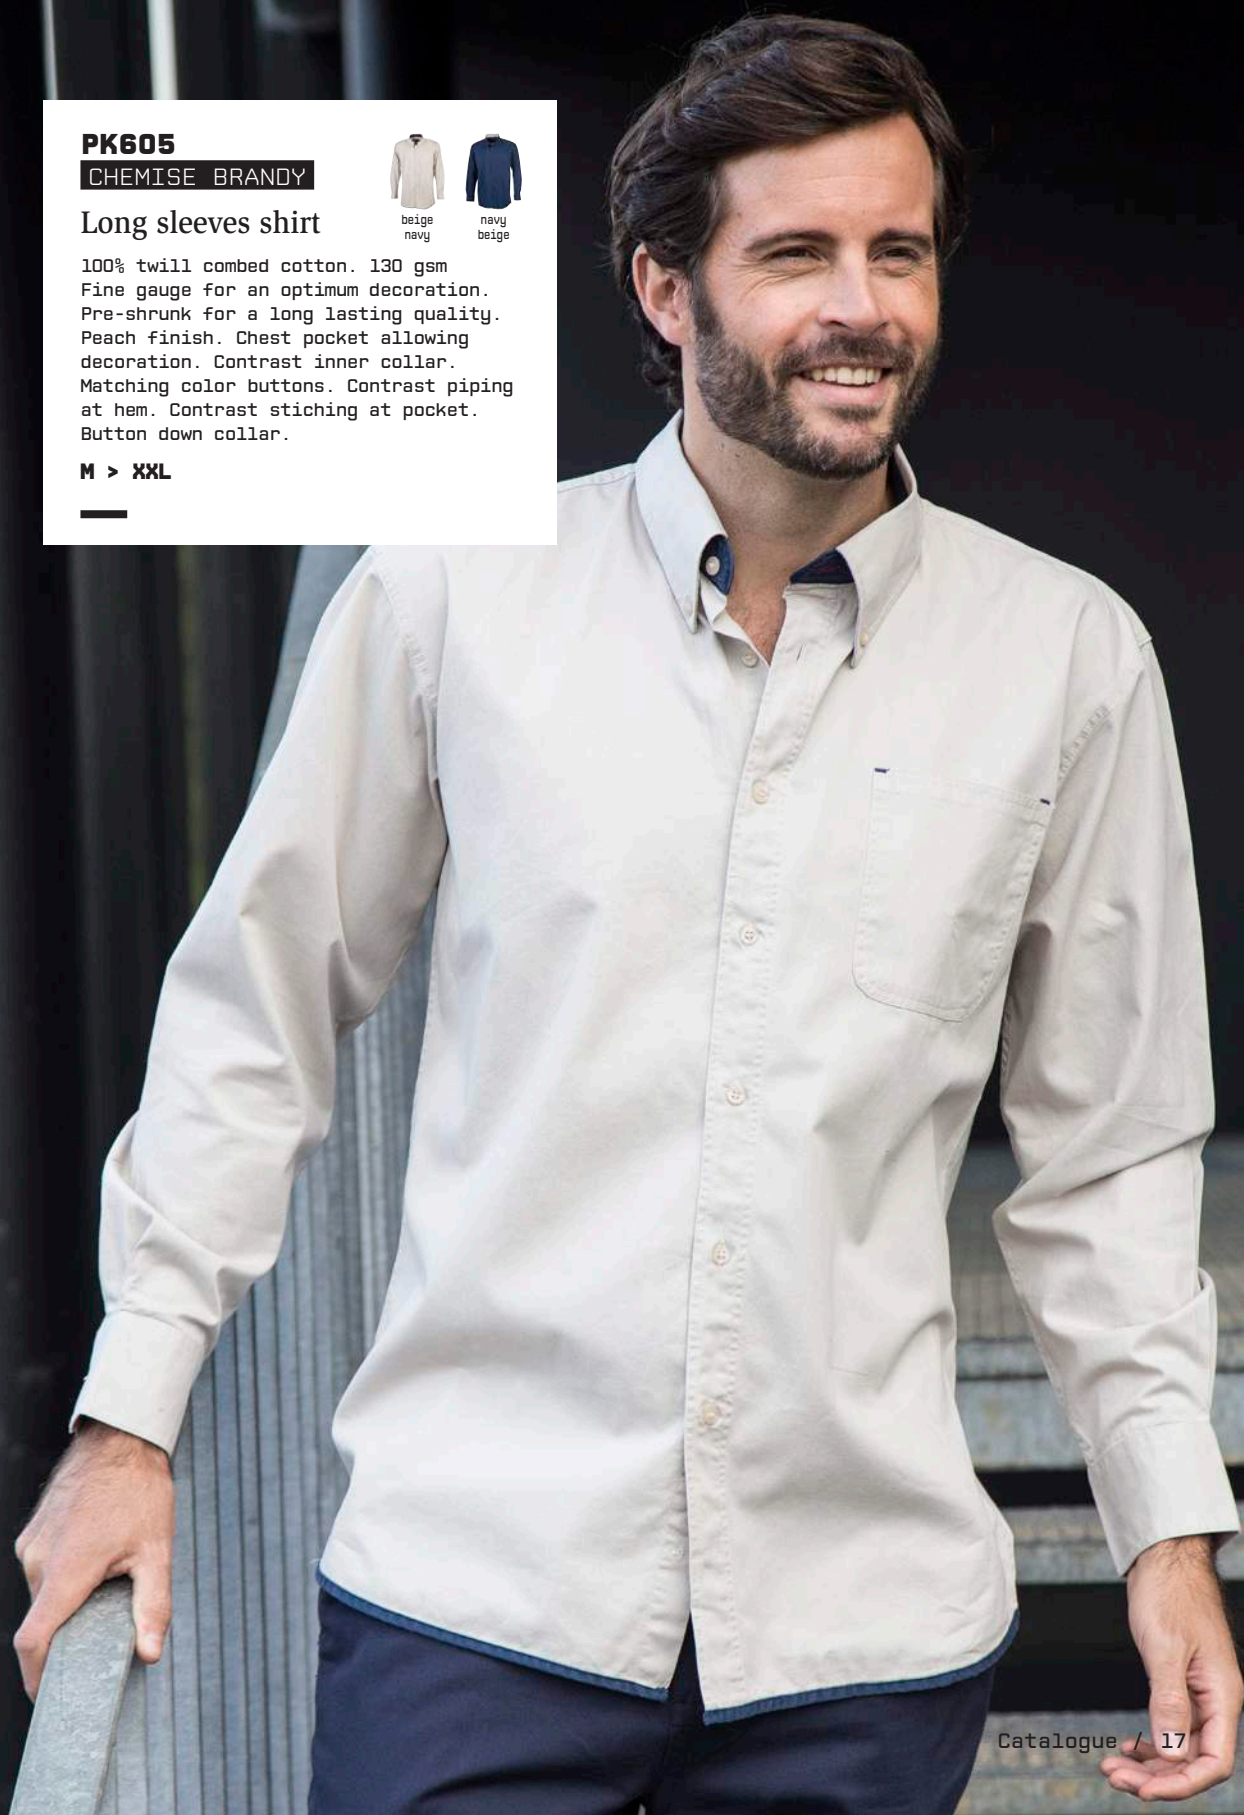 PK605
CHEMISE BRANDY
Long sleeves shirt
beige
navy
navy
beige
100% twill combed cotton. 130 gsm
Fine gauge for an optimum decoration.
Pre-shrunk for a long lasting quality.
Peach finish. Chest pocket allowing
decoration. Contrast inner collar.
Matching color buttons. Contrast piping
at hem. Contrast stiching at pocket.
Button down collar.
M > XXL
Catalogue / 17